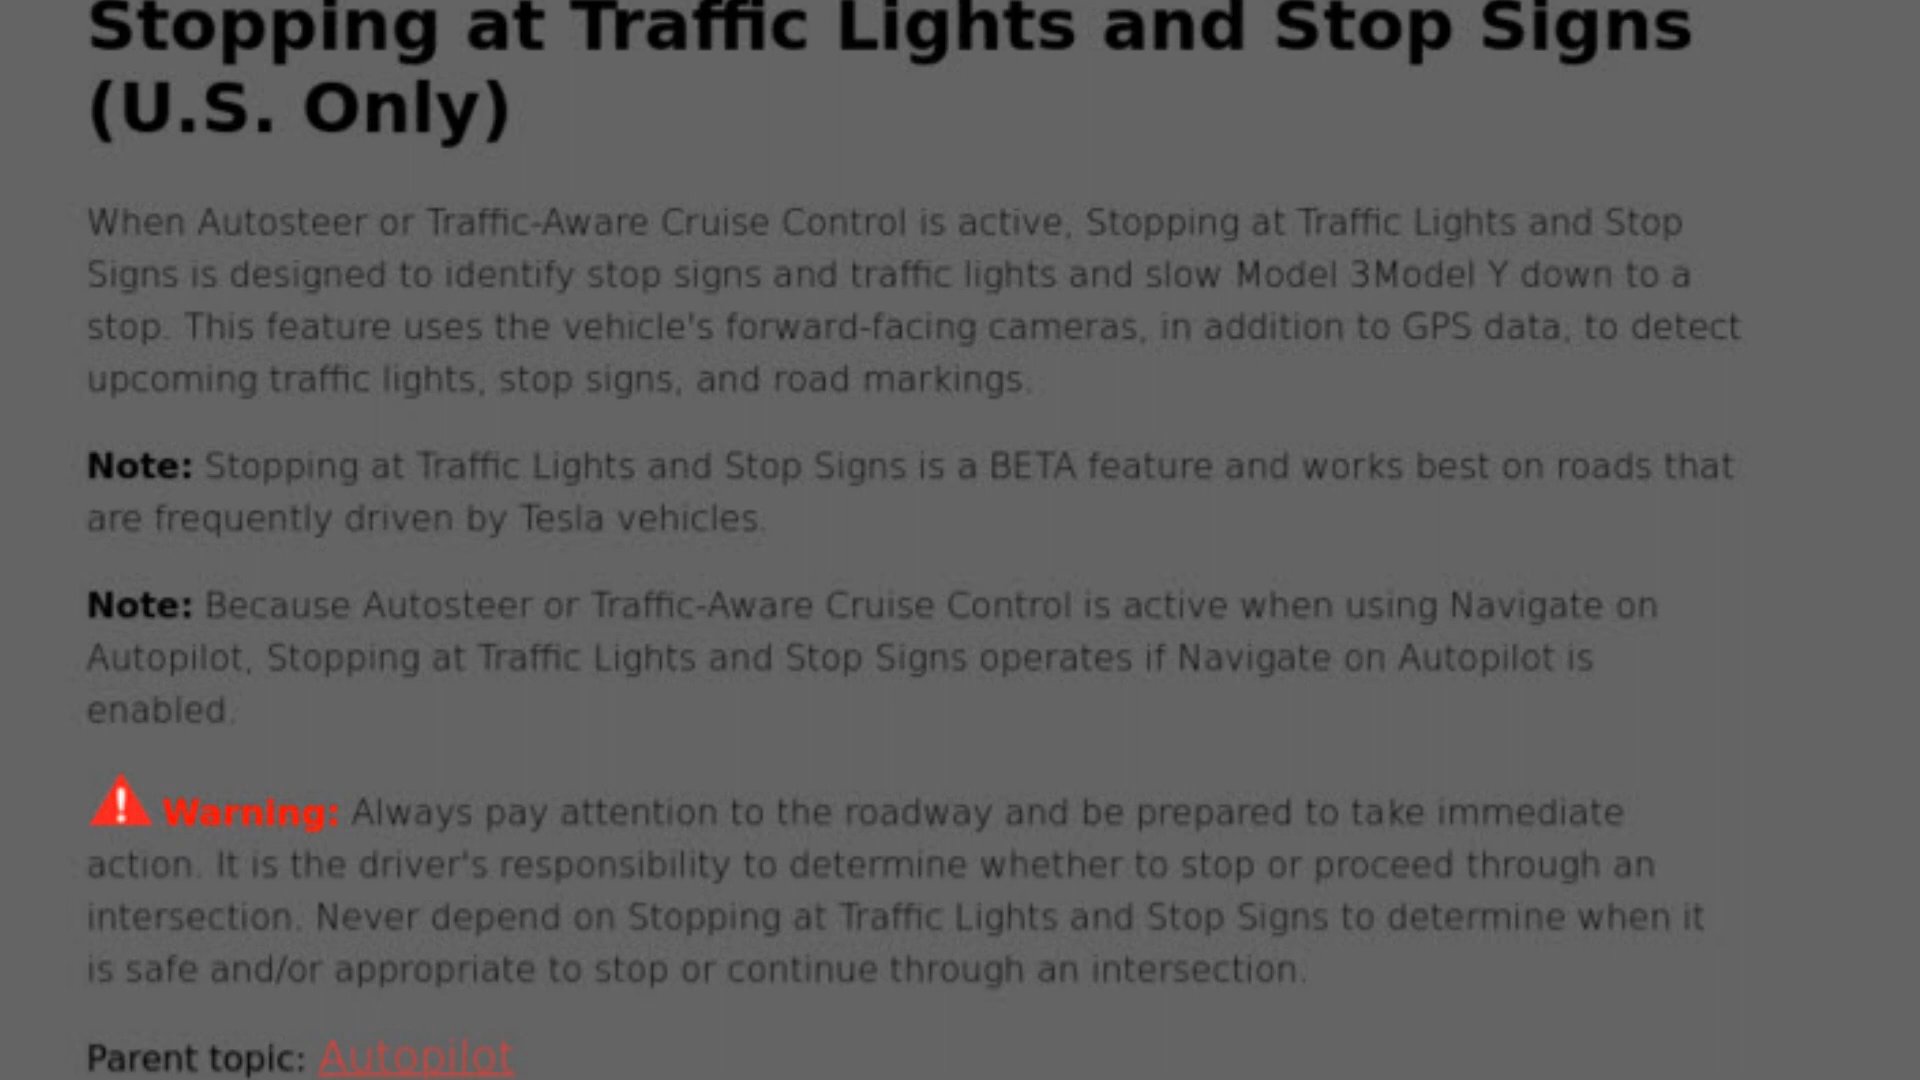 Stopping at Traffic Lights and Stop Signs
(U.S. Only)
When Autosteer or Traffic-Aware Cruise Control is active, Stopping at Traffic Lights and Stop
Signs is designed to identify stop signs and traffic lights and slow Model 3Model Y down to a
stop. This feature uses the vehicle's forward-facing cameras, in addition to GPS data, to detect
upcoming traffic lights, stop signs, and road markings.
Note: Stopping at Traffic Lights and Stop Signs is a BETA feature and works best on roads that
are frequently driven by Tesla vehicles.
Note: Because Autosteer or Traffic-Aware Cruise Control is active when using Navigate on
Autopilot, Stopping at Traffic Lights and Stop Signs operates if Navigate on Autopilot is
enabled.
Warning: Always pay attention to the roadway and be prepared to take immediate
action. It is the driver's responsibility to determine whether to stop or proceed through an
intersection. Never depend on Stopping at Traffic Lights and Stop Signs to determine when it
is safe and/or appropriate to stop or continue through an intersection.
Parent topic: Autopilot